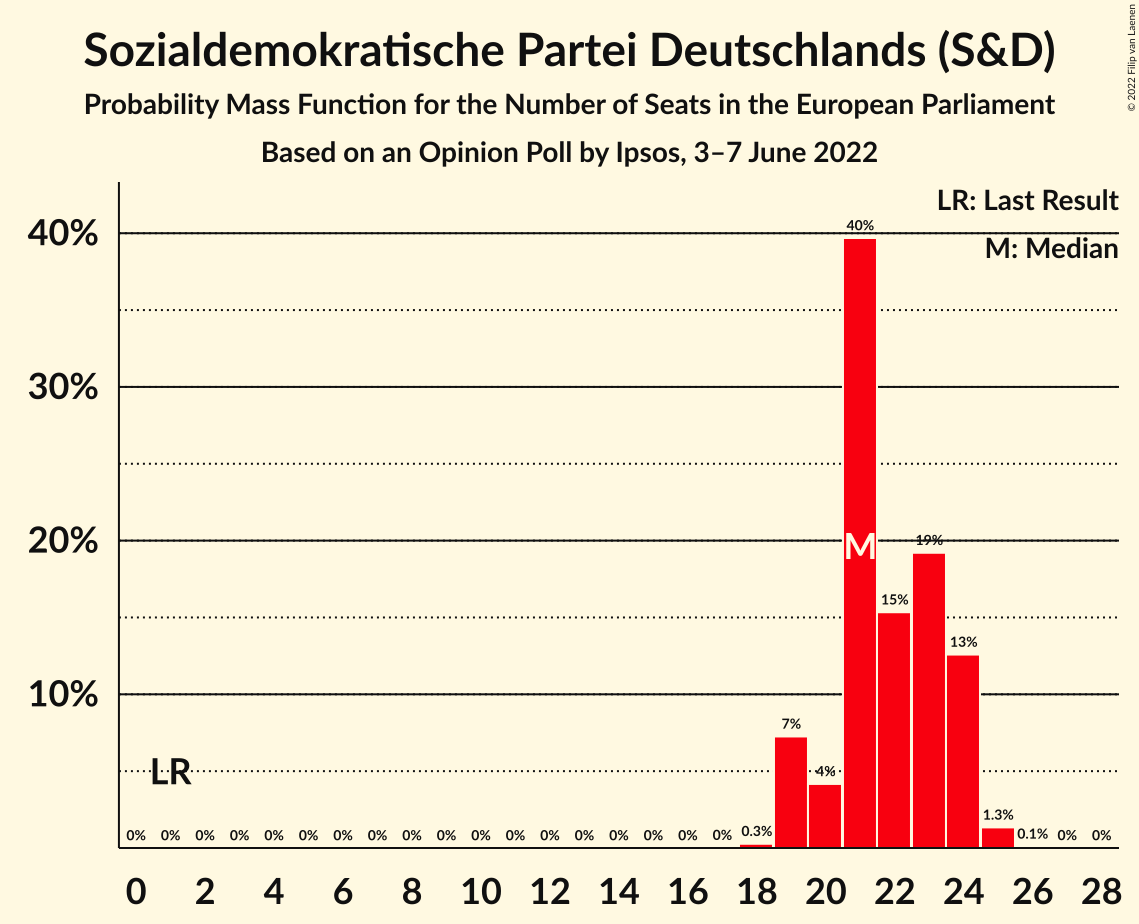 Sozialdemokratische Partei Deutschlands (S&D)
Probability Mass Function for the Number of Seats in the European Parliament
Based on an Opinion Poll by Ipsos, 3–7 June 2022
© 2022 Filip van Laenen
LR: Last Result
M: Median
40%
30%
20%
10%
40%
M
19%
15%
13%
7%
4%
LR
0% 0% 0% 0% 0% 0% 0% 0% 0% 0% 0% 0% 0% 0% 0% 0% 0% 0% 0.3% 1.3% 0.1% 0% 0%
0 2 4 6 8 10 12 14 16 18 20 22 24 26 28